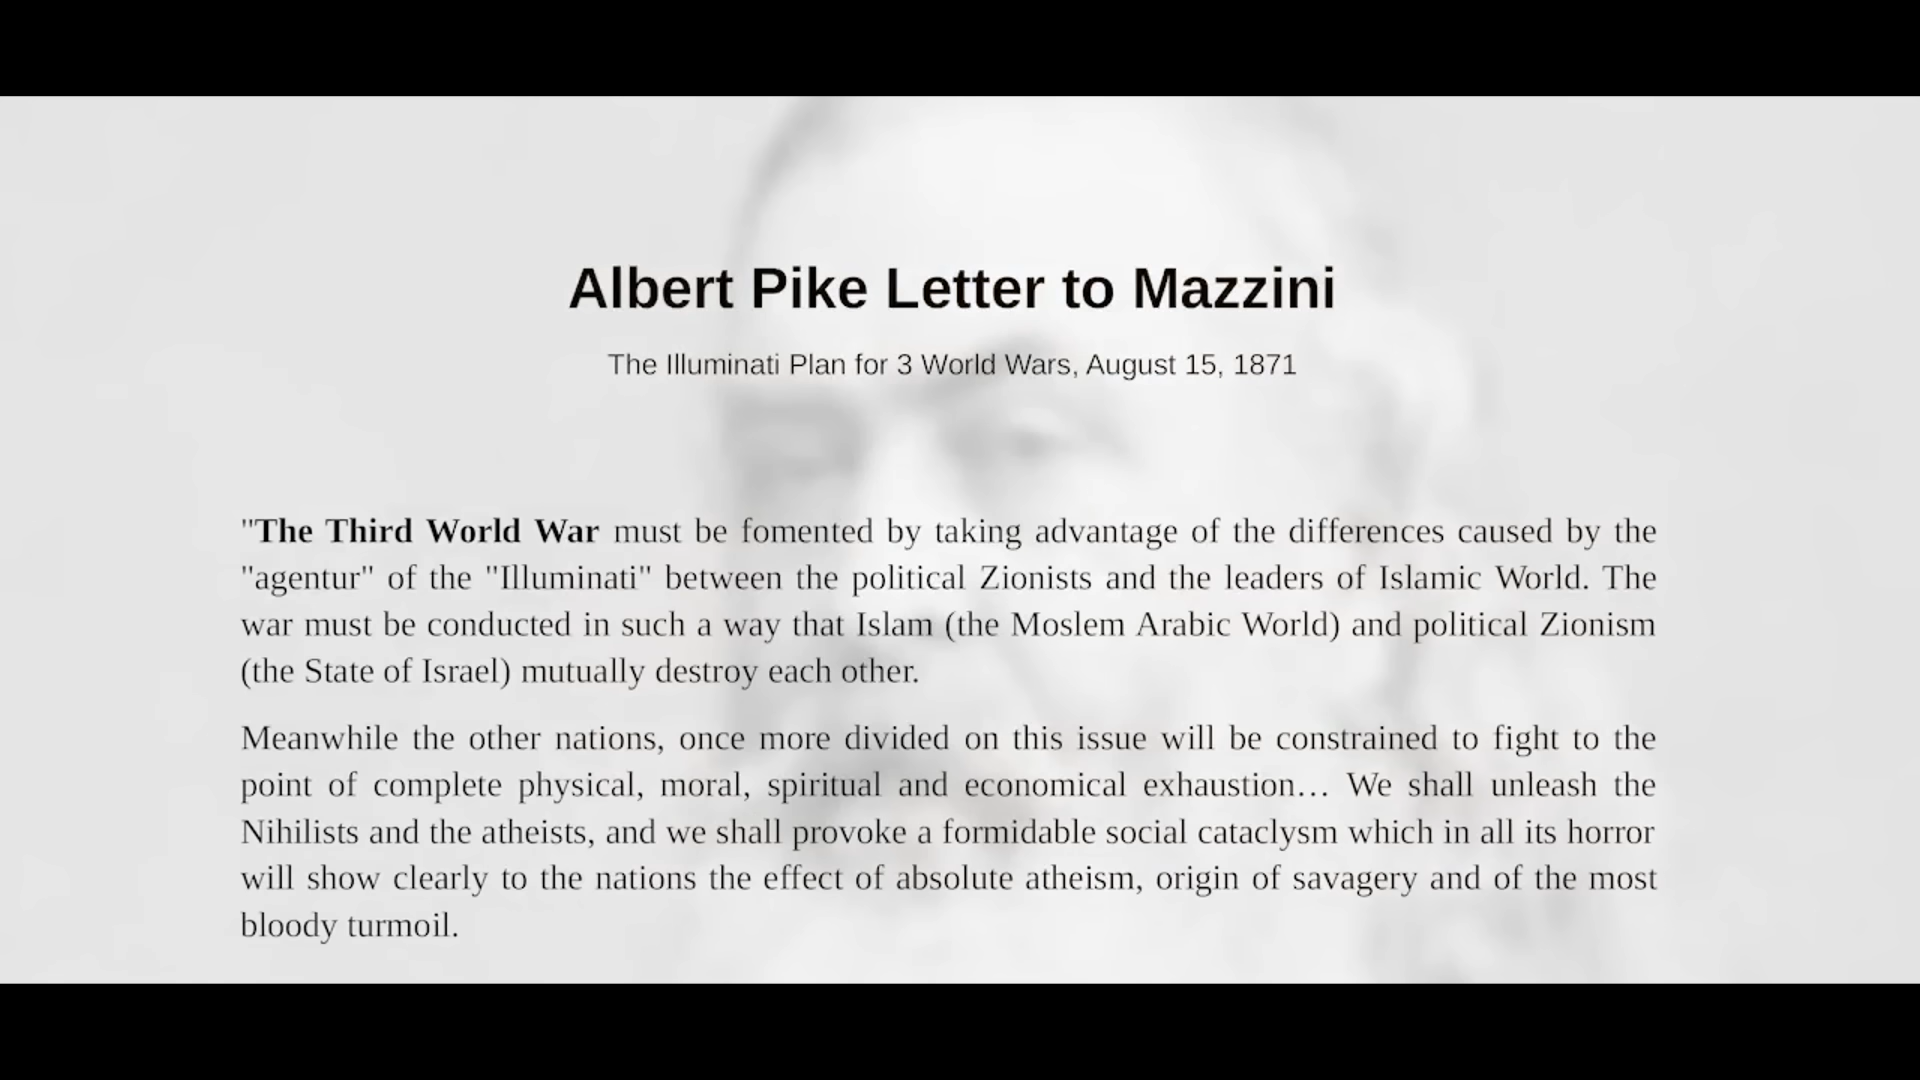 Albert Pike Letter to Mazzini
The Illuminati Plan for 3 World Wars, August 15, 1871
"The Third World War must be fomented by taking advantage of the differences caused by the
"agentur" of the "Illuminati" between the political Zionists and the leaders of Islamic World. The
war must be conducted in such a way that Islam (the Moslem Arabic World) and political Zionism
(the State of Israel) mutually destroy each other.
Meanwhile the other nations, once more divided on this issue will be constrained to fight to the
point of complete physical, moral, spiritual and economical exhaustion… We shall unleash the
Nihilists and the atheists, and we shall provoke a formidable social cataclysm which in all its horror
will show clearly to the nations the effect of absolute atheism, origin of savagery and of the most
bloody turmoil.